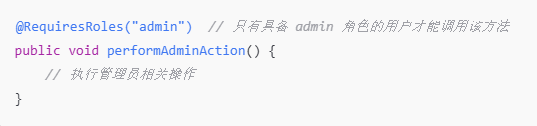 @RequiresRoles("admin")  // 只有具备 admin 角色的用户才能调用该方法
public void performAdminAction() {
    // 执行管理员相关操作
}